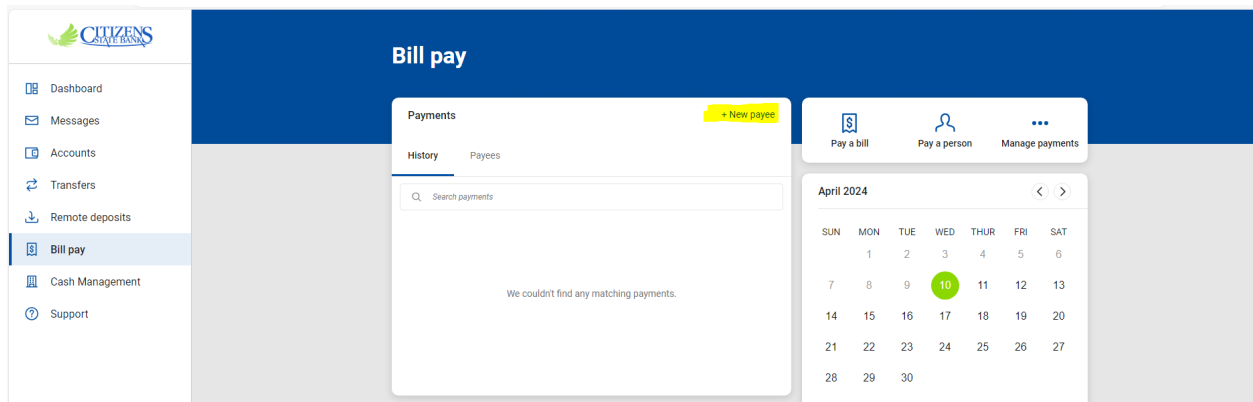 CITIZENS
STATE BANK
Dashboard
Messages
Accounts
Transfers
Remote deposits
Bill pay
Cash Management
Support
Bill pay
Payments
+ New payee
History Payees
Search payments
We couldn't find any matching payments.
Pay a bill Pay a person Manage payments
April 2024
SUN MON TUE WED THUR FRI SAT
1 2 3 4 5 6
7 8 9 10 11 12 13
14 15 16 17 18 19 20
21 22 23 24 25 26 27
28 29 30